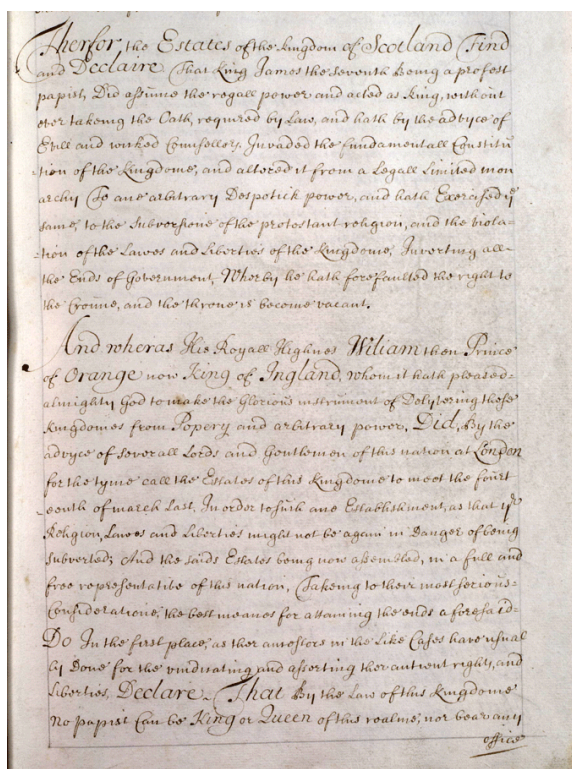 Therfor the Estates of the kingdom of Scotland Find
and Declaire That King James the seventh Being a profest
papist, Did assume the regall power and acted as King, without
ever takeing the Oath, required by Law, and hath by the advyce of
Evill and wicked Counsellors, Invaded the fundamentall Constitu
tion of the Kingdome, and altered it from a Legall Limited mon
archy To ane arbitrary Despotick power, and hath Exercised ye
same, to the subversione of the protestant religion, and the viola-
-tion of the Lawes and Liberties of the Kingdome, Inverting all-
the Ends of Government, Wherby he hath forefaulted the right to
the Croune, and the throne is become vacant.
And wheras His Royall Highnes William then Prince
of Orange now King of Ingland, whom it hath pleased-
almighty God to make the Glorious instrument of Delyvering these
Kingdomes from Popery and arbitrary power, Did, By the
advyce of severall Lords and Gentlemen of this nation at London
for the tyme call the Estates of this Kingdome to meet the fourt
-eenth of march Last, In order to such ane Establishment, as that yr
Religion, Lawes and Liberties might not be again in Danger of being
subverted; And the saids Estates being now assembled, in a full and
free representative of this nation, Takeing to their most serious-
Consideratione, the best meanes for attaining the ends aforesaid-
Do In the first place, as ther ancestors in the Like Cases have usual
ly Done for the vindicating and asserting ther antient rights, and
Liberties, Declare. That By the Law of this Kingdome
No papist Can be King or Queen of this realme, nor bear any
office